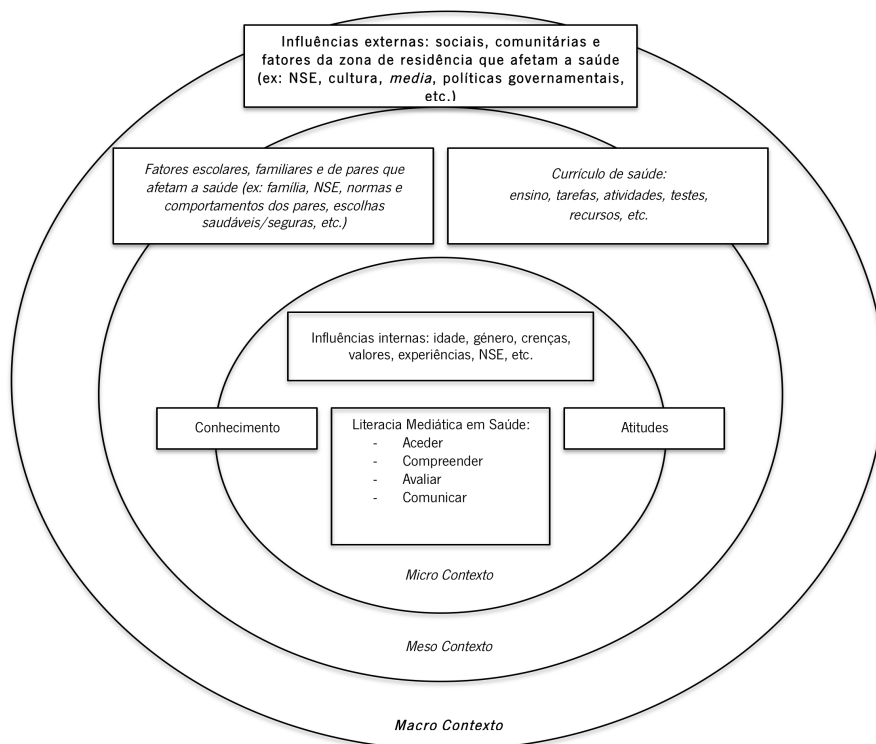 Influências externas: sociais, comunitárias e
fatores da zona de residência que afetam a saúde
(ex: NSE, cultura, media, políticas governamentais,
etc.)
Fatores escolares, familiares e de pares que
afetam a saúde (ex: família, NSE, normas e
comportamentos dos pares, escolhas
saudáveis/seguras, etc.)
Currículo de saúde:
ensino, tarefas, atividades, testes,
recursos, etc.
Influências internas: idade, género, crenças,
valores, experiências, NSE, etc.
Conhecimento
Literacia Mediática em Saúde:
- Aceder
- Compreender
- Avaliar
- Comunicar
Atitudes
Micro Contexto
Meso Contexto
Macro Contexto